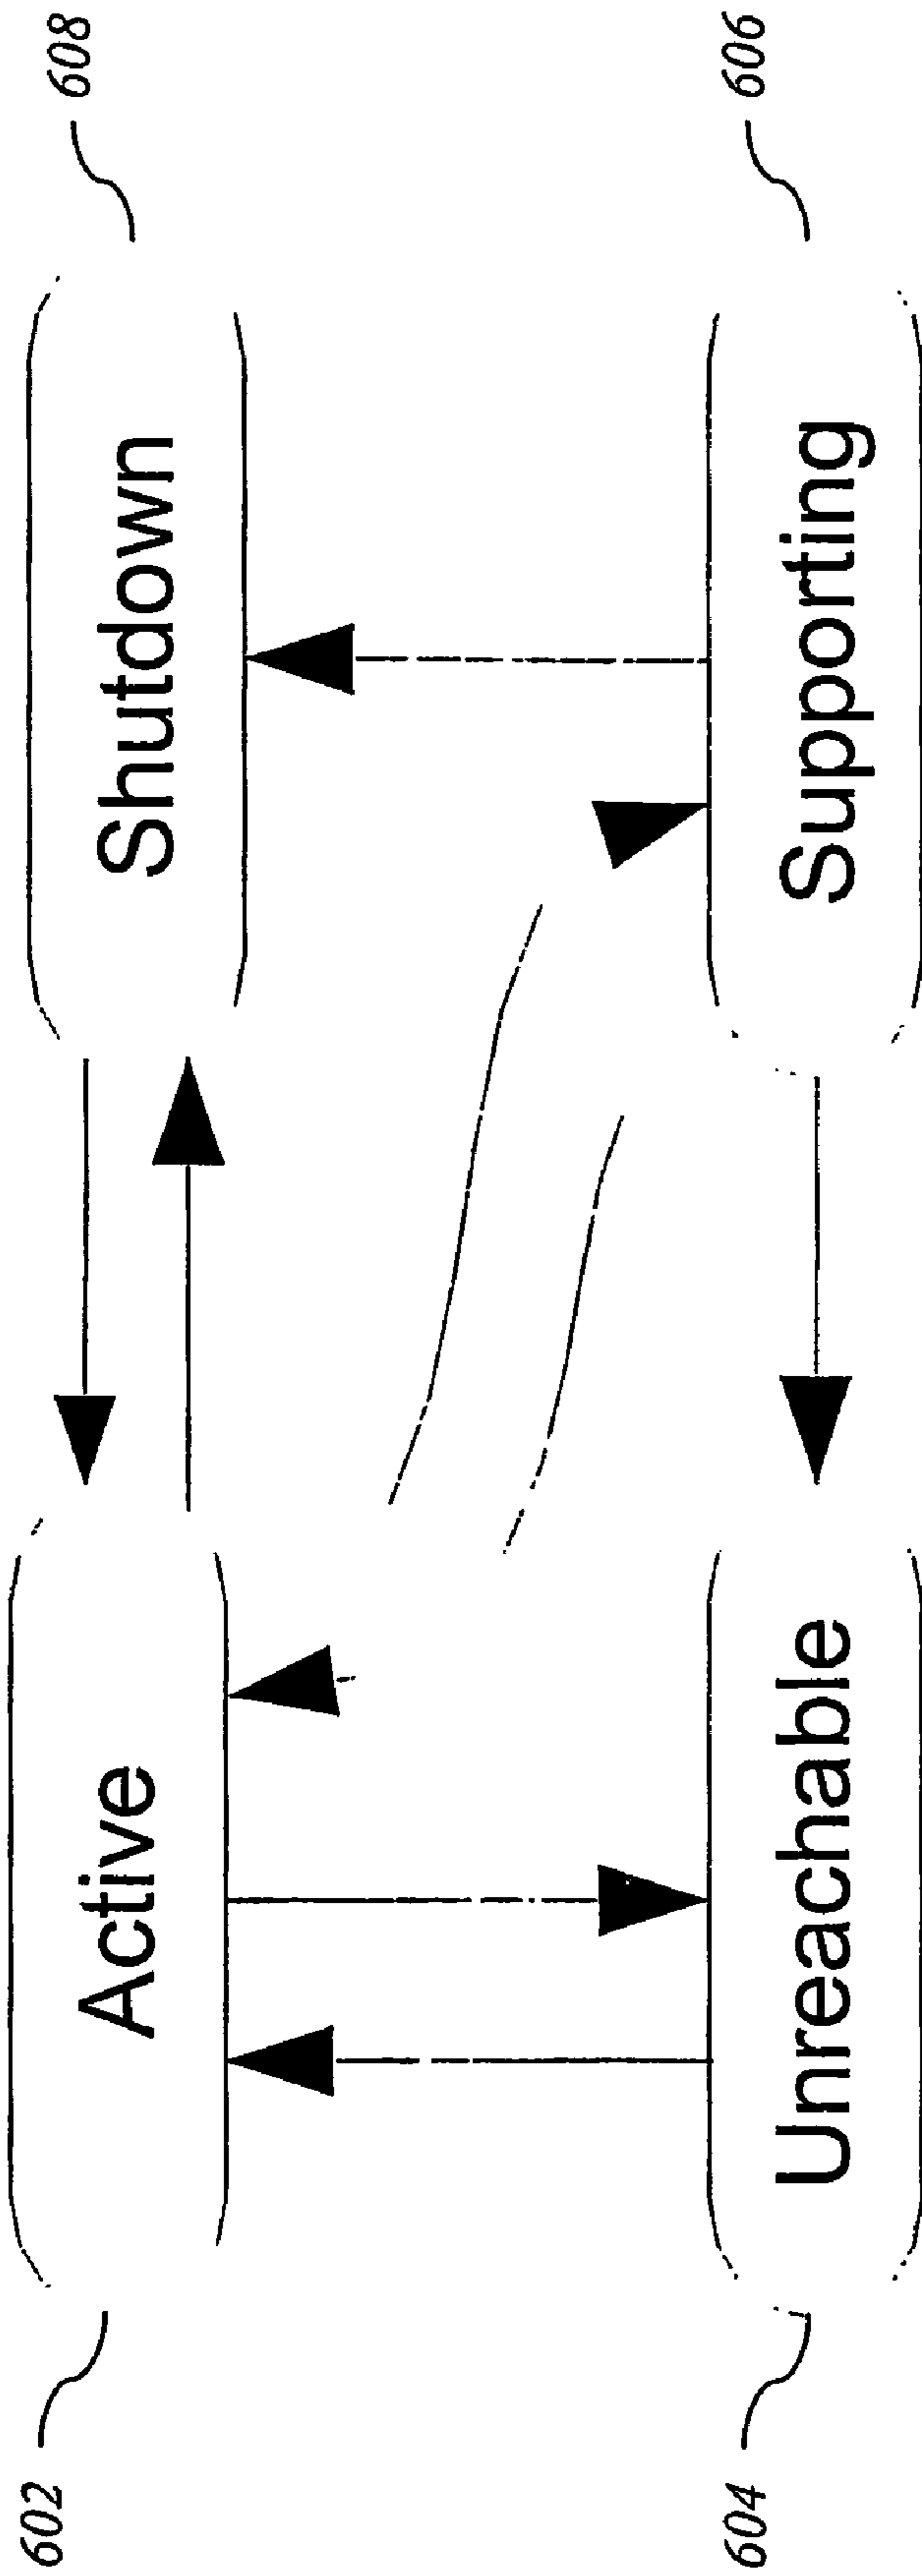 602
Active
Shutdown
608
604
Unreachable
Supporting
606